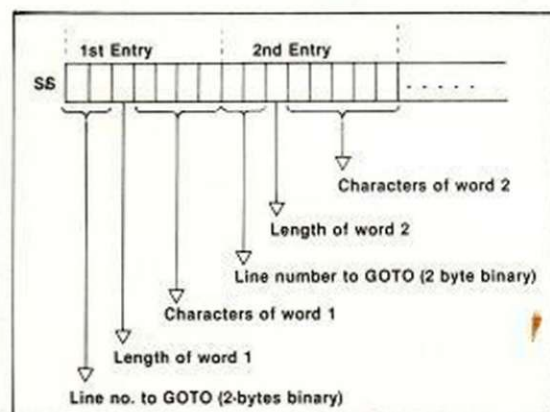 1st Entry 2nd Entry
S$ . . . . .
Characters of word 2
Length of word 2
Line number to GOTO (2 byte binary)
Characters of word 1
Length of word 1
Line no. to GOTO (2-bytes binary)